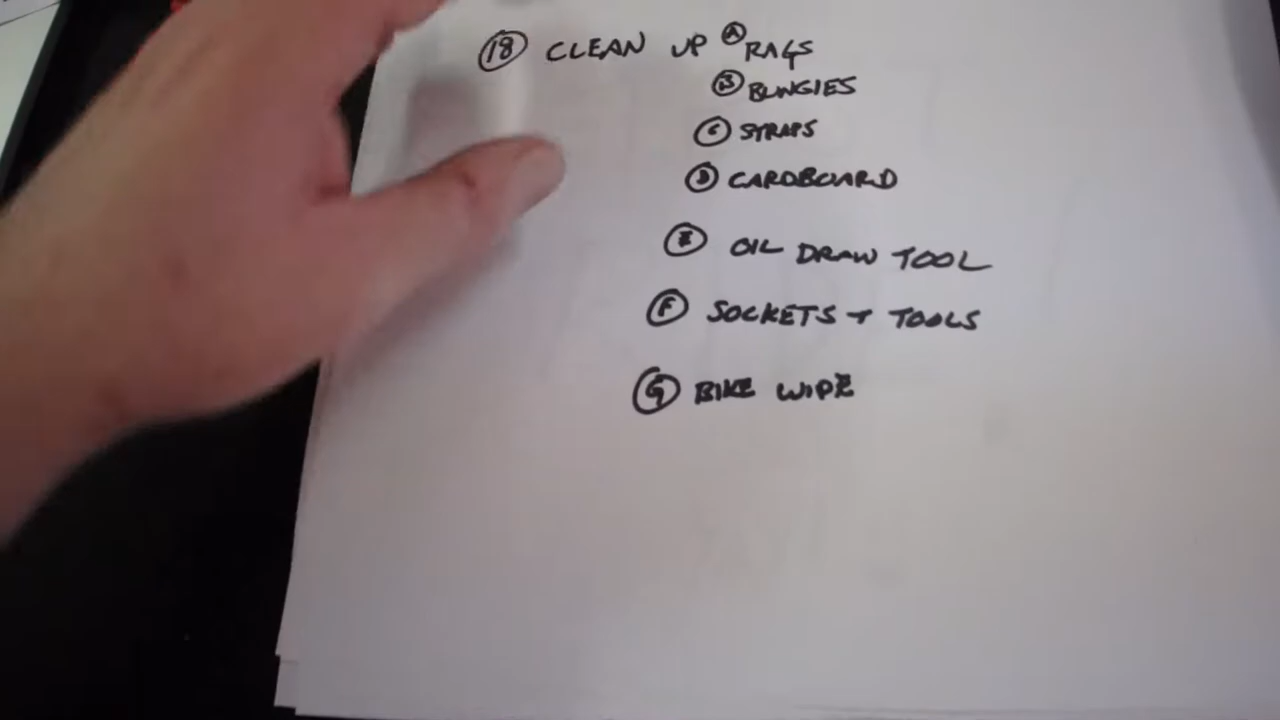 18 CLEAN UP A RAGS
B BUNGIES
C STRAPS
D CARDBOARD
E OIL DRAW TOOL
F SOCKETS + TOOLS
G BIKE WIPE